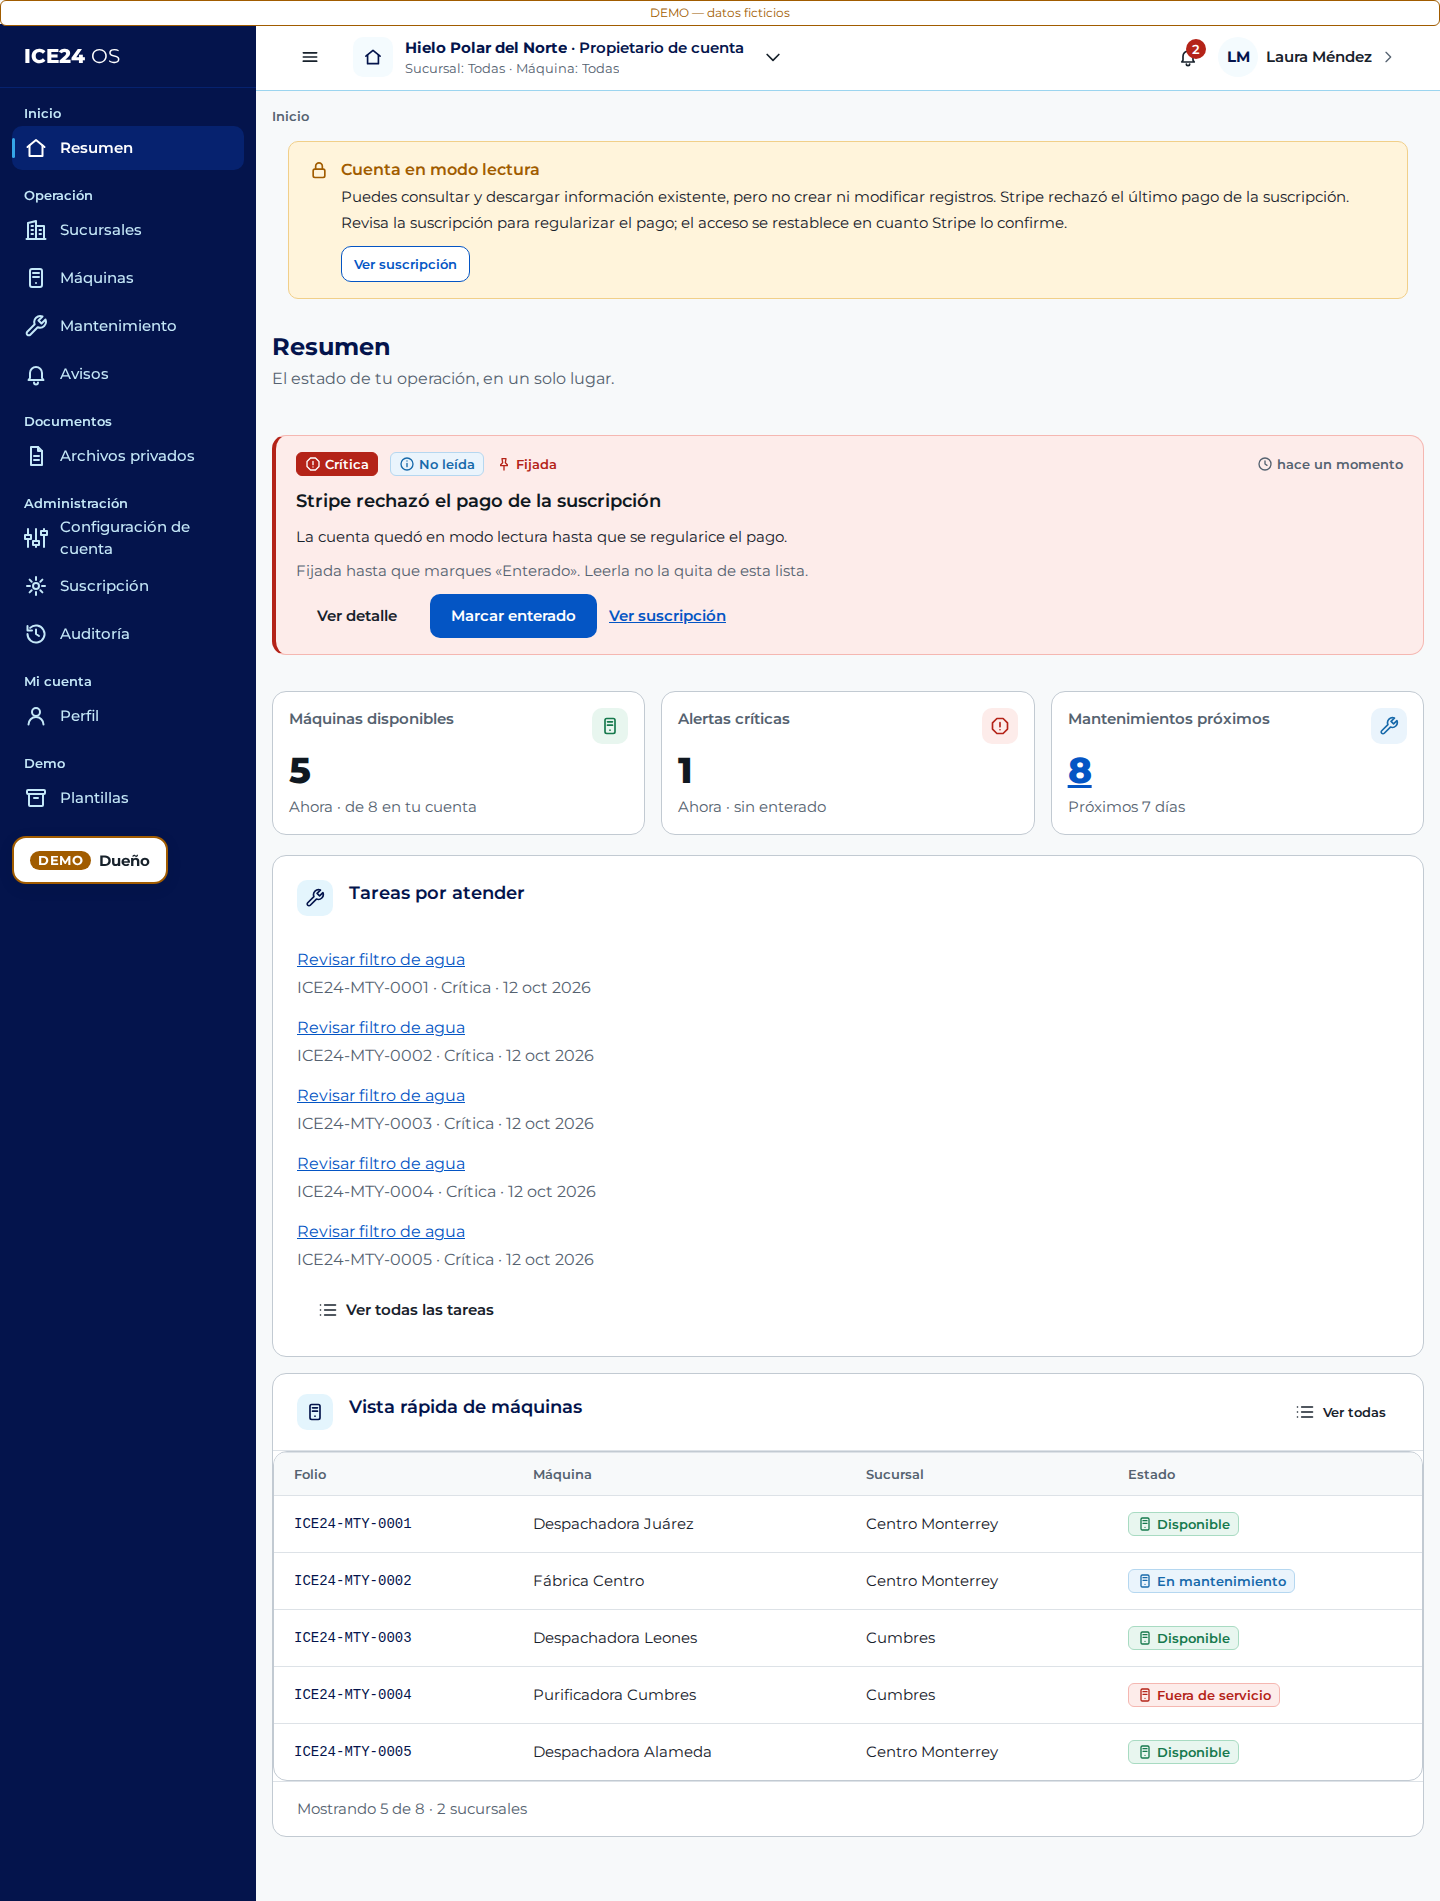 DEMO — datos ficticios
ICE24 OS
Inicio
Resumen
Operación
Sucursales
Máquinas
Mantenimiento
Avisos
Documentos
Archivos privados
Administración
Configuración de
cuenta
Suscripción
Auditoría
Mi cuenta
Perfil
Demo
Plantillas
DEMO Dueño
Hielo Polar del Norte · Propietario de cuenta
Sucursal: Todas · Máquina: Todas
2
LM Laura Méndez
Inicio
Cuenta en modo lectura
Puedes consultar y descargar información existente, pero no crear ni modificar registros. Stripe rechazó el último pago de la suscripción.
Revisa la suscripción para regularizar el pago; el acceso se restablece en cuanto Stripe lo confirme.
Ver suscripción
Resumen
El estado de tu operación, en un solo lugar.
Crítica No leída Fijada hace un momento
Stripe rechazó el pago de la suscripción
La cuenta quedó en modo lectura hasta que se regularice el pago.
Fijada hasta que marques «Enterado». Leerla no la quita de esta lista.
Ver detalle Marcar enterado Ver suscripción
Máquinas disponibles
5
Ahora · de 8 en tu cuenta
Alertas críticas
1
Ahora · sin enterado
Mantenimientos próximos
8
Próximos 7 días
Tareas por atender
Revisar filtro de agua
ICE24-MTY-0001 · Crítica · 12 oct 2026
Revisar filtro de agua
ICE24-MTY-0002 · Crítica · 12 oct 2026
Revisar filtro de agua
ICE24-MTY-0003 · Crítica · 12 oct 2026
Revisar filtro de agua
ICE24-MTY-0004 · Crítica · 12 oct 2026
Revisar filtro de agua
ICE24-MTY-0005 · Crítica · 12 oct 2026
Ver todas las tareas
Vista rápida de máquinas Ver todas
Folio Máquina Sucursal Estado
ICE24-MTY-0001 Despachadora Juárez Centro Monterrey Disponible
ICE24-MTY-0002 Fábrica Centro Centro Monterrey En mantenimiento
ICE24-MTY-0003 Despachadora Leones Cumbres Disponible
ICE24-MTY-0004 Purificadora Cumbres Cumbres Fuera de servicio
ICE24-MTY-0005 Despachadora Alameda Centro Monterrey Disponible
Mostrando 5 de 8 · 2 sucursales